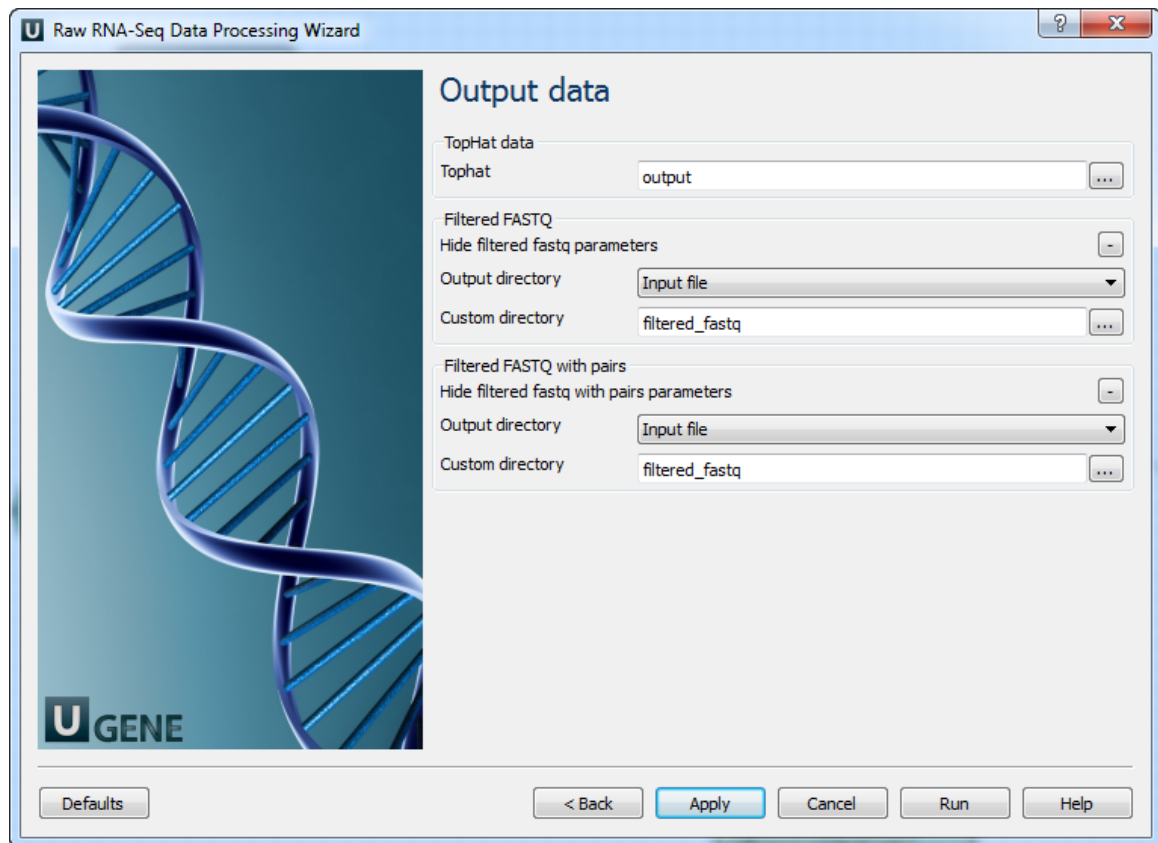 U Raw RNA-Seq Data Processing Wizard
?
X
Output data
TopHat data
Tophat output ...
Filtered FASTQ
Hide filtered fastq parameters -
Output directory Input file
Custom directory filtered_fastq ...
Filtered FASTQ with pairs
Hide filtered fastq with pairs parameters -
Output directory Input file
Custom directory filtered_fastq ...
U GENE
Defaults < Back Apply Cancel Run Help